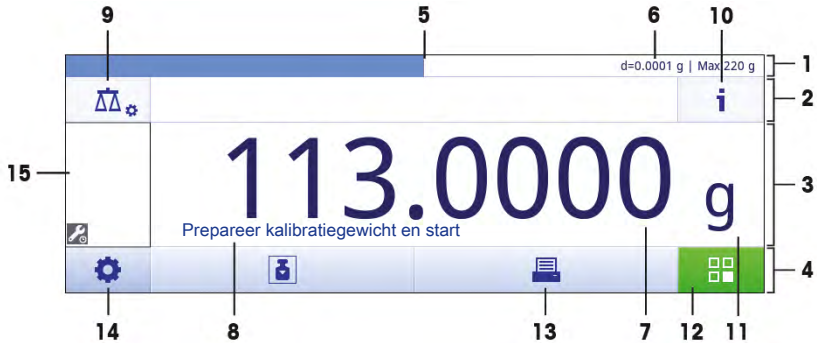 9 5 6 10
d=0.0001 g | Max 220 g 1
i 2
15 113.0000 g 3
Prepareer kalibratiegewicht en start
4
14 8 13 7 12 11